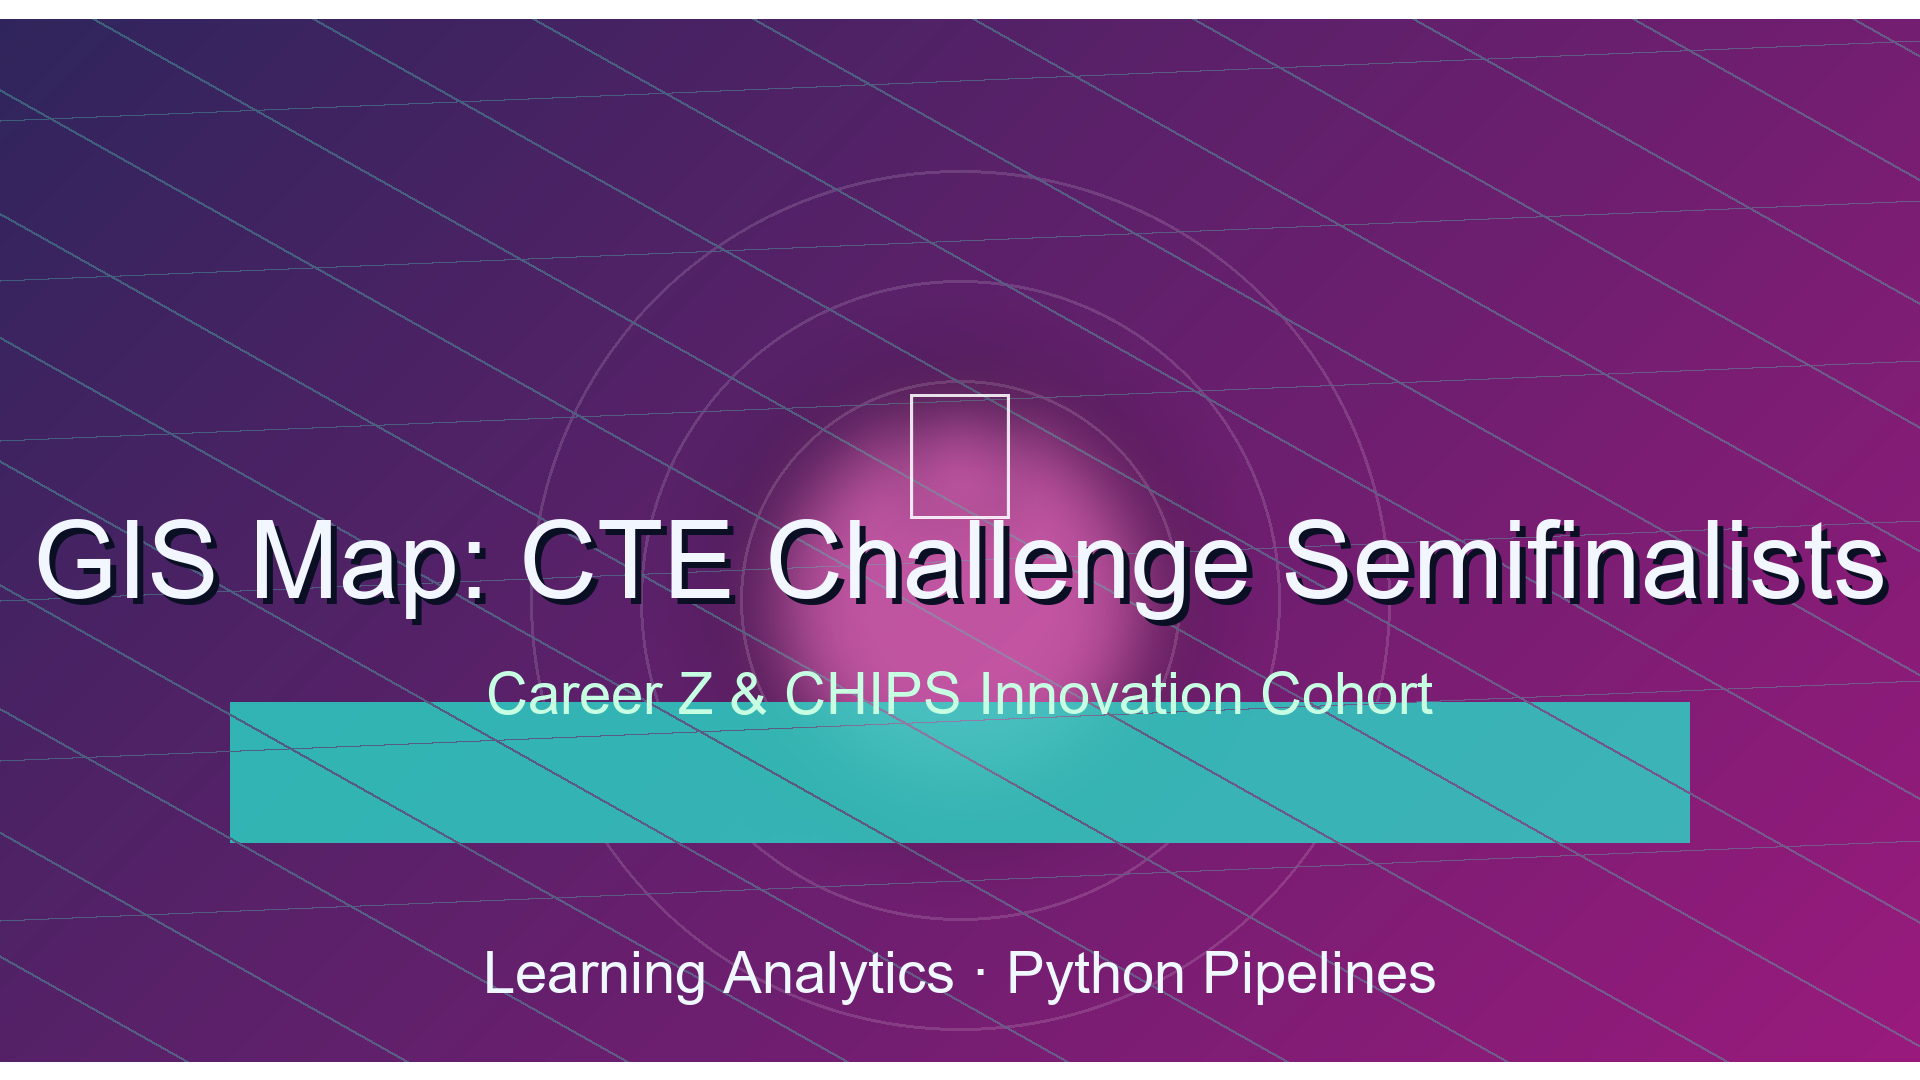 GIS Map: CTE Challenge Semifinalists
Career Z & CHIPS Innovation Cohort
Learning Analytics · Python Pipelines